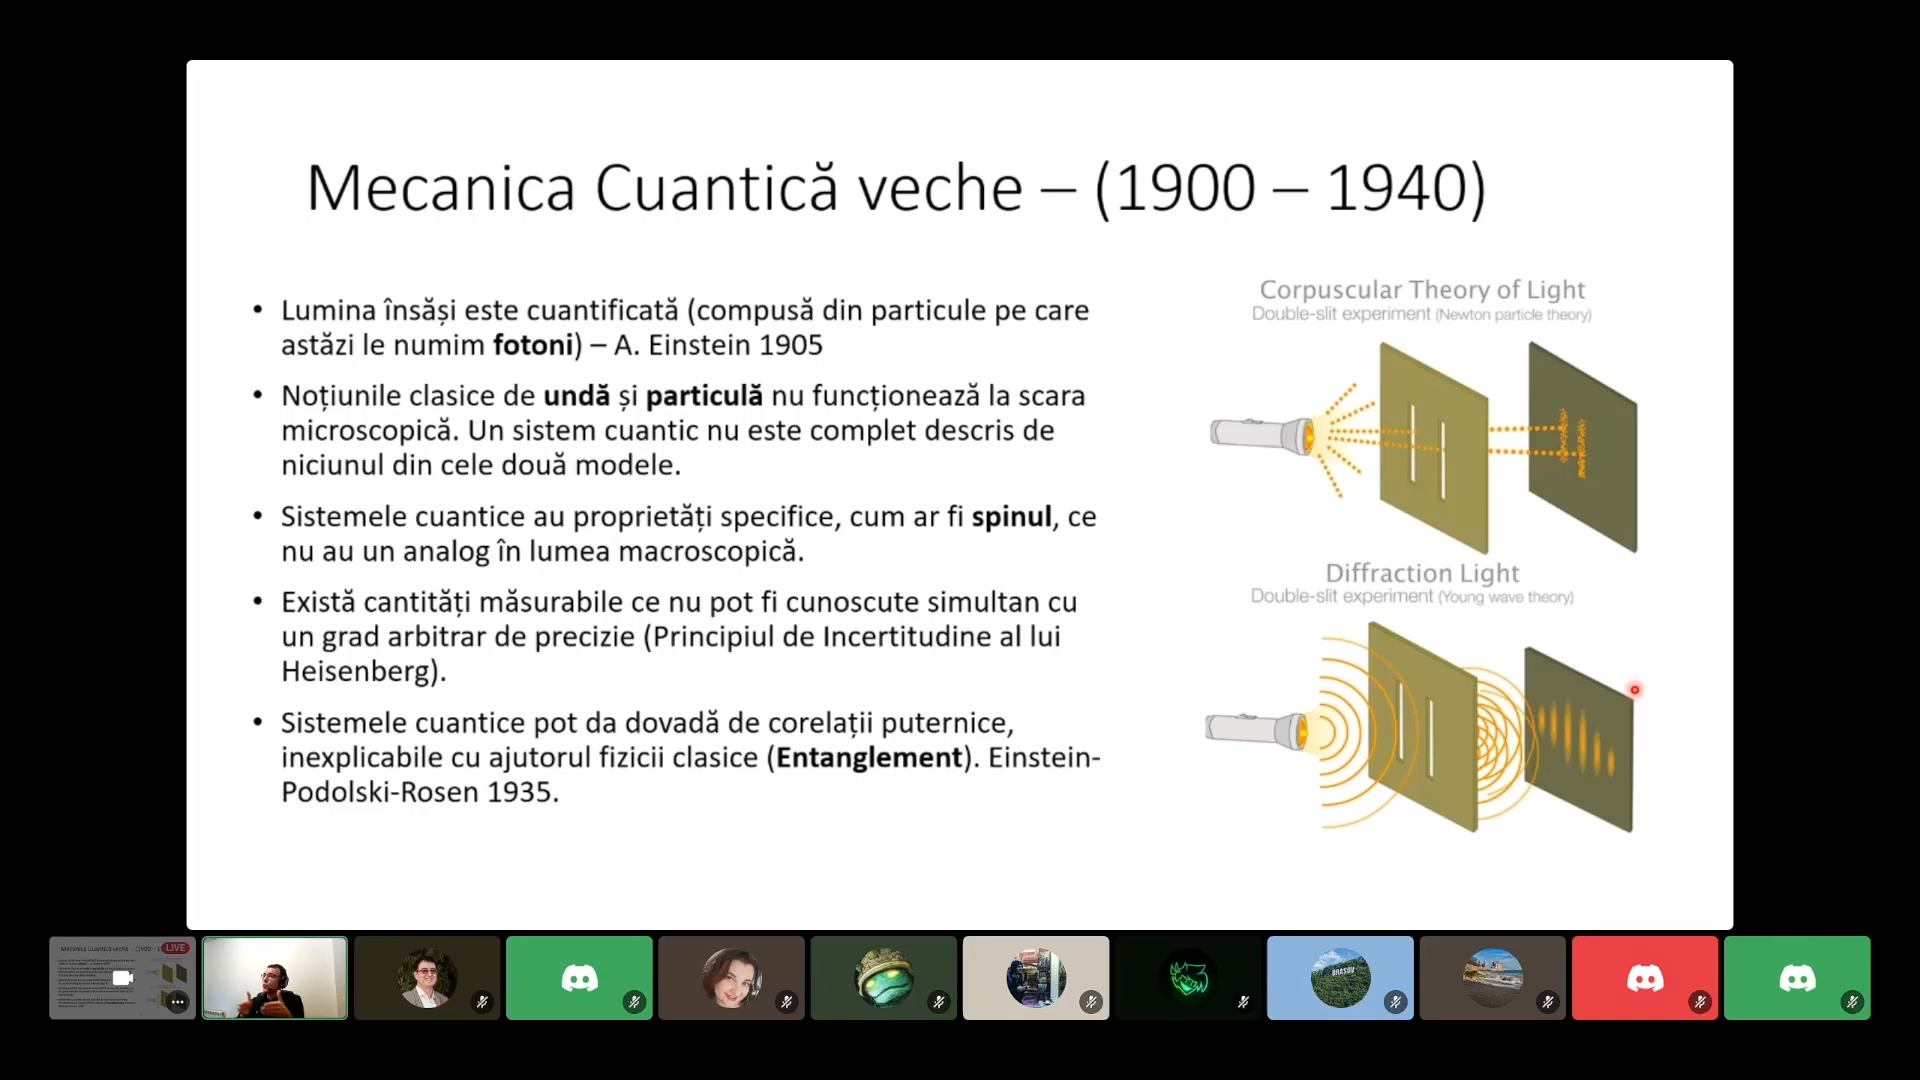 Mecanica Cuantică veche – (1900 – 1940)
• Lumina însăși este cuantificată (compusă din particule pe care
astăzi le numim fotoni) – A. Einstein 1905
• Noțiunile clasice de undă și particulă nu funcționează la scara
microscopică. Un sistem cuantic nu este complet descris de
niciunul din cele două modele.
• Sistemele cuantice au proprietăți specifice, cum ar fi spinul, ce
nu au un analog în lumea macroscopică.
• Există cantități măsurabile ce nu pot fi cunoscute simultan cu
un grad arbitrar de precizie (Principiul de Incertitudine al lui
Heisenberg).
• Sistemele cuantice pot da dovadă de corelații puternice,
inexplicabile cu ajutorul fizicii clasice (Entanglement). Einstein-
Podolski-Rosen 1935.
Corpuscular Theory of Light
Double-slit experiment (Newton particle theory)
Diffraction Light
Double-slit experiment (Young wave theory)
Mecanica Cuantică veche – (1900 – 1
LIVE
BRASOV